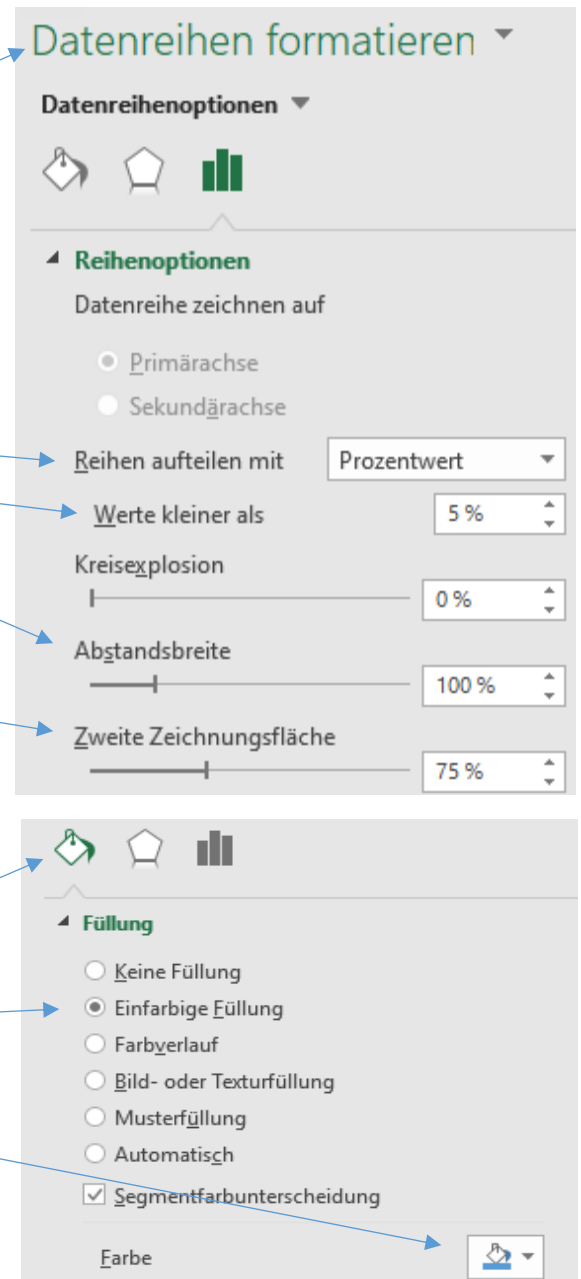 Datenreihen formatieren
Datenreihenoptionen
Reihenoptionen
Datenreihe zeichnen auf
Primärachse
Sekundärachse
Reihen aufteilen mit Prozentwert
Werte kleiner als 5 %
Kreisexplosion
0 %
Abstandsbreite
100 %
Zweite Zeichnungsfläche
75 %
Füllung
Keine Füllung
Einfarbige Füllung
Farbverlauf
Bild- oder Texturfüllung
Musterfüllung
Automatisch
Segmentfarbunterscheidung
Farbe